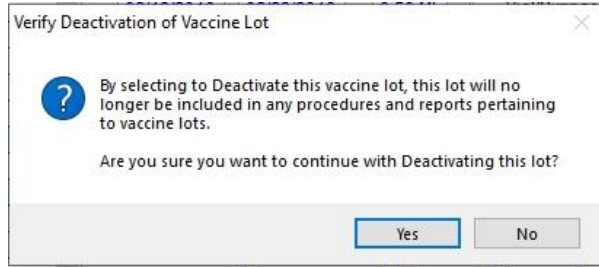 Verify Deactivation of Vaccine Lot
?
By selecting to Deactivate this vaccine lot, this lot will no
longer be included in any procedures and reports pertaining
to vaccine lots.
Are you sure you want to continue with Deactivating this lot?
Yes
No